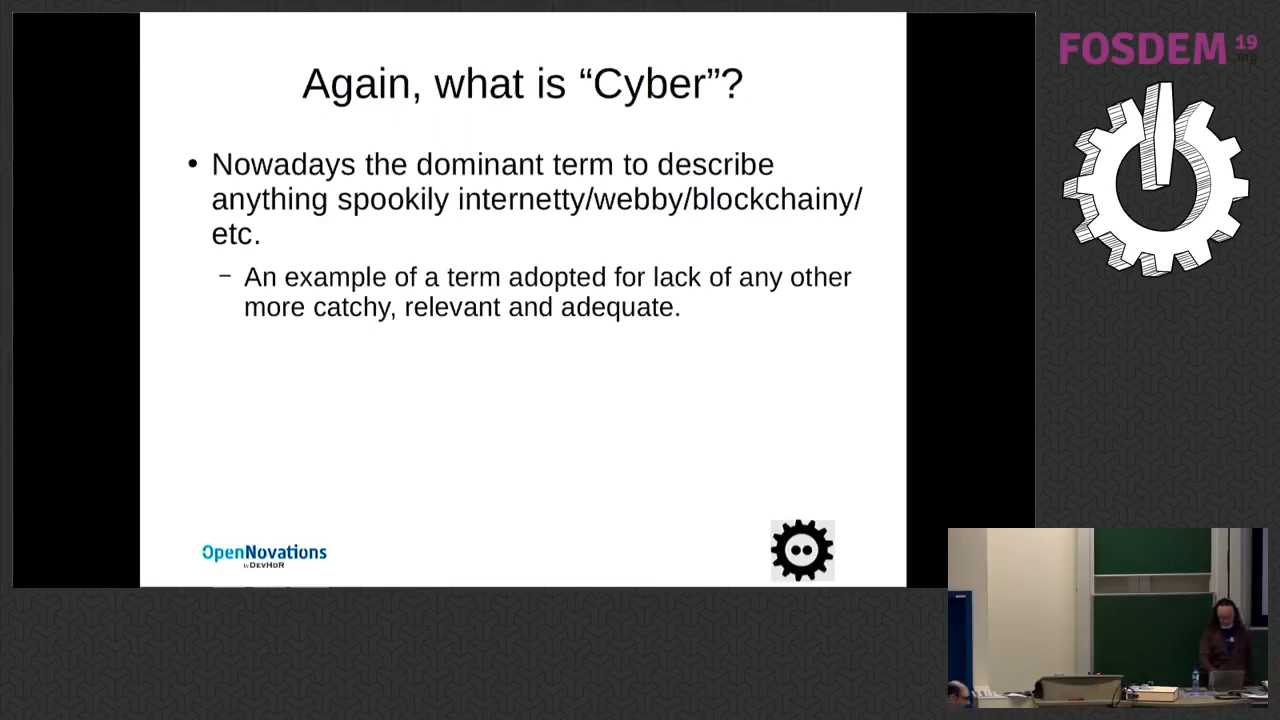 Again, what is “Cyber”?
• Nowadays the dominant term to describe
anything spookily internetty/webby/blockchainy/
etc.
– An example of a term adopted for lack of any other
more catchy, relevant and adequate.
OpenNovations
by DEVHDR
FOSDEM 19
.org